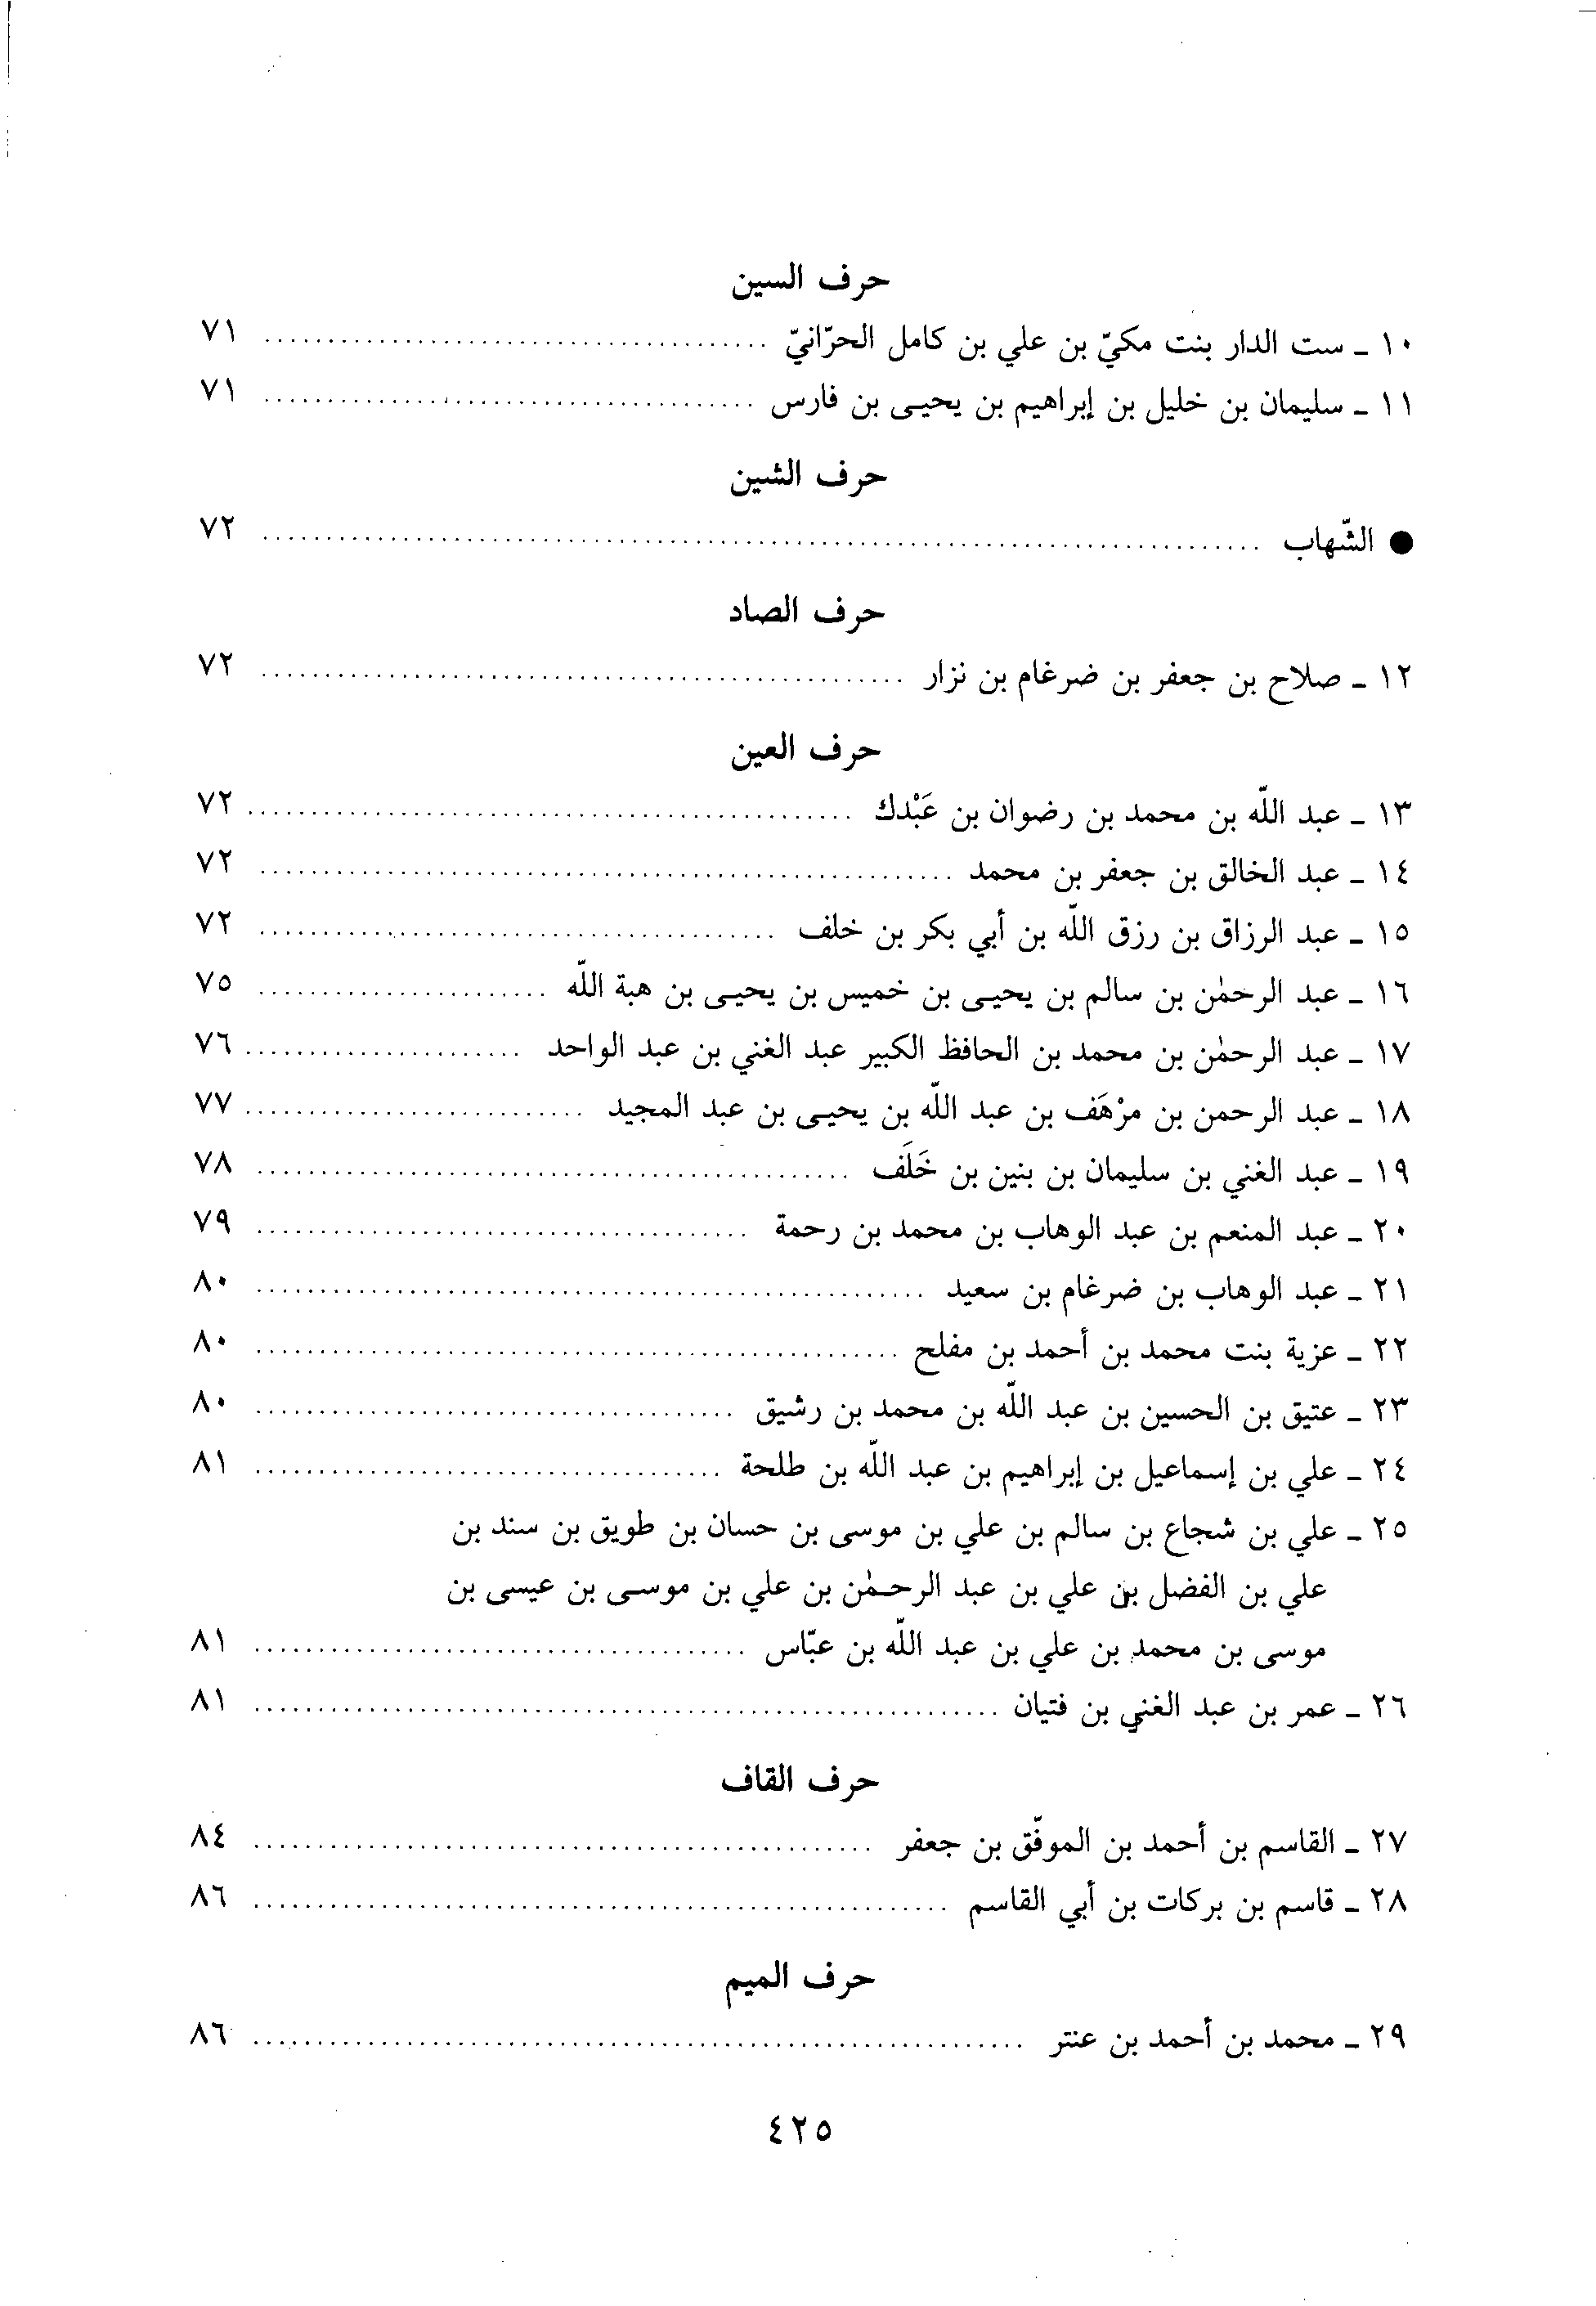 حرف السين
١٠ ـ ست الدار بنت مكيّ بن علي بن كامل الحرّانيّ ........................................ ٧١
١١ ـ سليمان بن خليل بن إبراهيم بن يحيى بن فارس ....................................... ٧١
حرف الشين
● الشّهاب ............................................................................... ٧٢
حرف الصاد
١٢ ـ صلاح بن جعفر بن ضرغام بن نزار ................................................... ٧٢
حرف العين
١٣ ـ عبد اللّه بن محمد بن رضوان بن عَبْدك ................................................ ٧٢
١٤ ـ عبد الخالق بن جعفر بن محمد ....................................................... ٧٢
١٥ ـ عبد الرزاق بن رزق اللّه بن أبي بكر بن خلف ......................................... ٧٢
١٦ ـ عبد الرحمٰن بن سالم بن يحيى بن خميس بن يحيى بن هبة اللّه ....................... ٧٥
١٧ ـ عبد الرحمٰن بن محمد بن الحافظ الكبير عبد الغني بن عبد الواحد ...................... ٧٦
١٨ ـ عبد الرحمن بن مرْهَف بن عبد اللّه بن يحيى بن عبد المجيد ........................... ٧٧
١٩ ـ عبد الغني بن سليمان بن بنين بن خَلَف ............................................... ٧٨
٢٠ ـ عبد المنعم بن عبد الوهاب بن محمد بن رحمة ....................................... ٧٩
٢١ ـ عبد الوهاب بن ضرغام بن سعيد ..................................................... ٨٠
٢٢ ـ عزية بنت محمد بن أحمد بن مفلح ................................................... ٨٠
٢٣ ـ عتيق بن الحسين بن عبد اللّه بن محمد بن رشيق ...................................... ٨٠
٢٤ ـ علي بن إسماعيل بن إبراهيم بن عبد اللّه بن طلحة ..................................... ٨١
٢٥ ـ علي بن شجاع بن سالم بن علي بن موسى بن حسان بن طويق بن سند بن
علي بن الفضل بن علي بن عبد الرحمٰن بن علي بن موسى بن عيسى بن
موسى بن محمد بن علي بن عبد اللّه بن عبّاس ....................................... ٨١
٢٦ ـ عمر بن عبد الغني بن فتيان ........................................................... ٨١
حرف القاف
٢٧ ـ القاسم بن أحمد بن الموفّق بن جعفر ................................................. ٨٤
٢٨ ـ قاسم بن بركات بن أبي القاسم ....................................................... ٨٦
حرف الميم
٢٩ ـ محمد بن أحمد بن عنتر ............................................................. ٨٦
٤٢٥